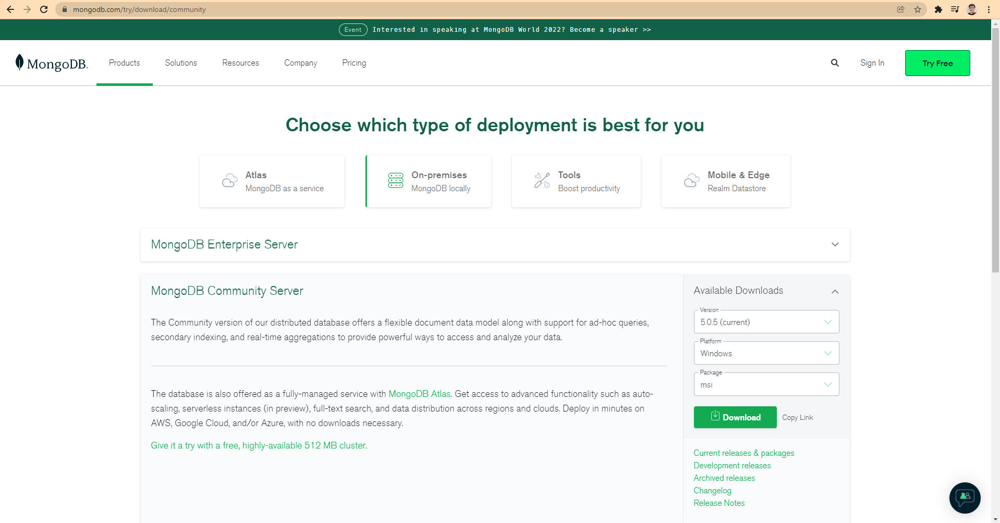 mongodb.com/try/download/community
Event Interested in speaking at MongoDB World 2022? Become a speaker >>
MongoDB. Products Solutions Resources Company Pricing Sign In Try Free
Choose which type of deployment is best for you
Atlas
MongoDB as a service
On-premises
MongoDB locally
Tools
Boost productivity
Mobile & Edge
Realm Datastore
MongoDB Enterprise Server
MongoDB Community Server
The Community version of our distributed database offers a flexible document data model along with support for ad-hoc queries,
secondary indexing, and real-time aggregations to provide powerful ways to access and analyze your data.
The database is also offered as a fully-managed service with MongoDB Atlas. Get access to advanced functionality such as auto-
scaling, serverless instances (in preview), full-text search, and data distribution across regions and clouds. Deploy in minutes on
AWS, Google Cloud, and/or Azure, with no downloads necessary.
Give it a try with a free, highly-available 512 MB cluster.
Available Downloads
Version
5.0.5 (current)
Platform
Windows
Package
msi
Download Copy Link
Current releases & packages
Development releases
Archived releases
Changelog
Release Notes